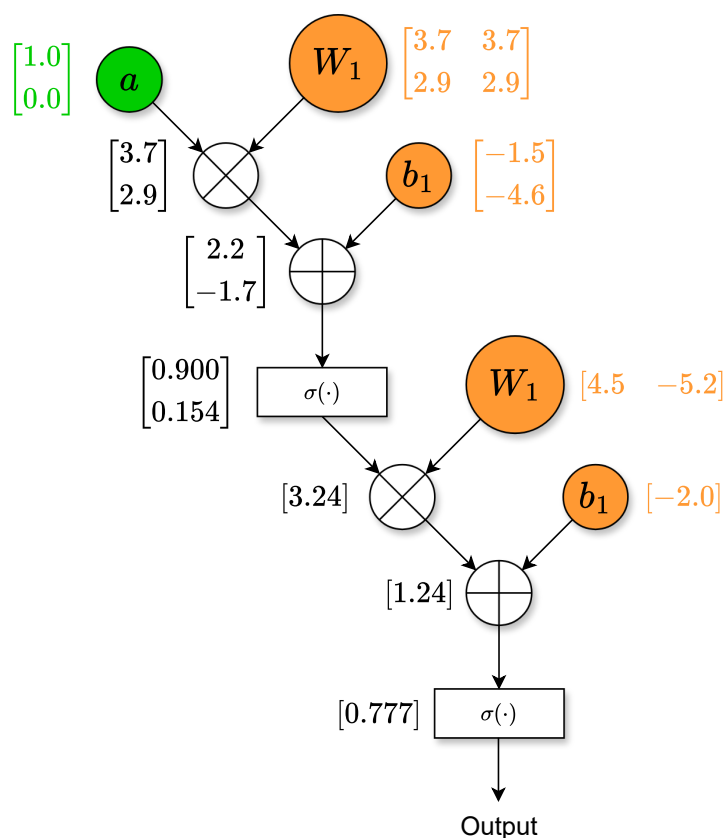 [1.0
0.0]
a
W₁
[3.7 3.7
2.9 2.9]
[3.7
2.9]
b₁
[−1.5
−4.6]
[2.2
−1.7]
[0.900
0.154]
σ(·)
W₁
[4.5 −5.2]
[3.24]
b₁
[−2.0]
[1.24]
[0.777]
σ(·)
Output